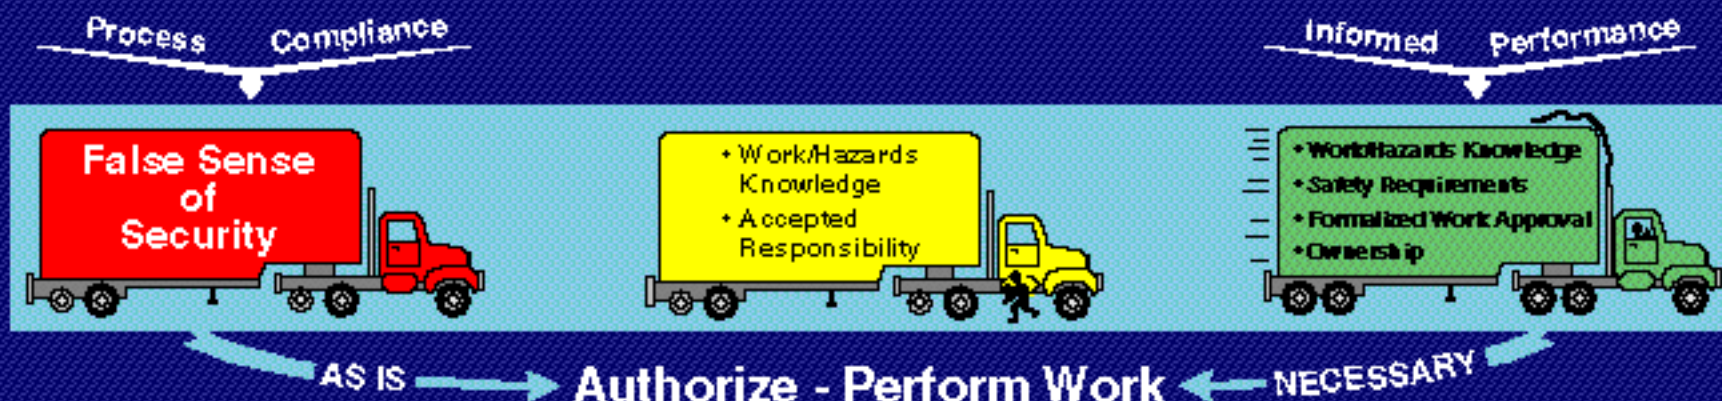 Process Compliance
Informed Performance
False Sense
of
Security
• Work/Hazards
Knowledge
• Accepted
Responsibility
• Work/Hazards Knowledge
• Safety Requirements
• Formalized Work Approval
• Ownership
AS IS
Authorize - Perform Work
NECESSARY